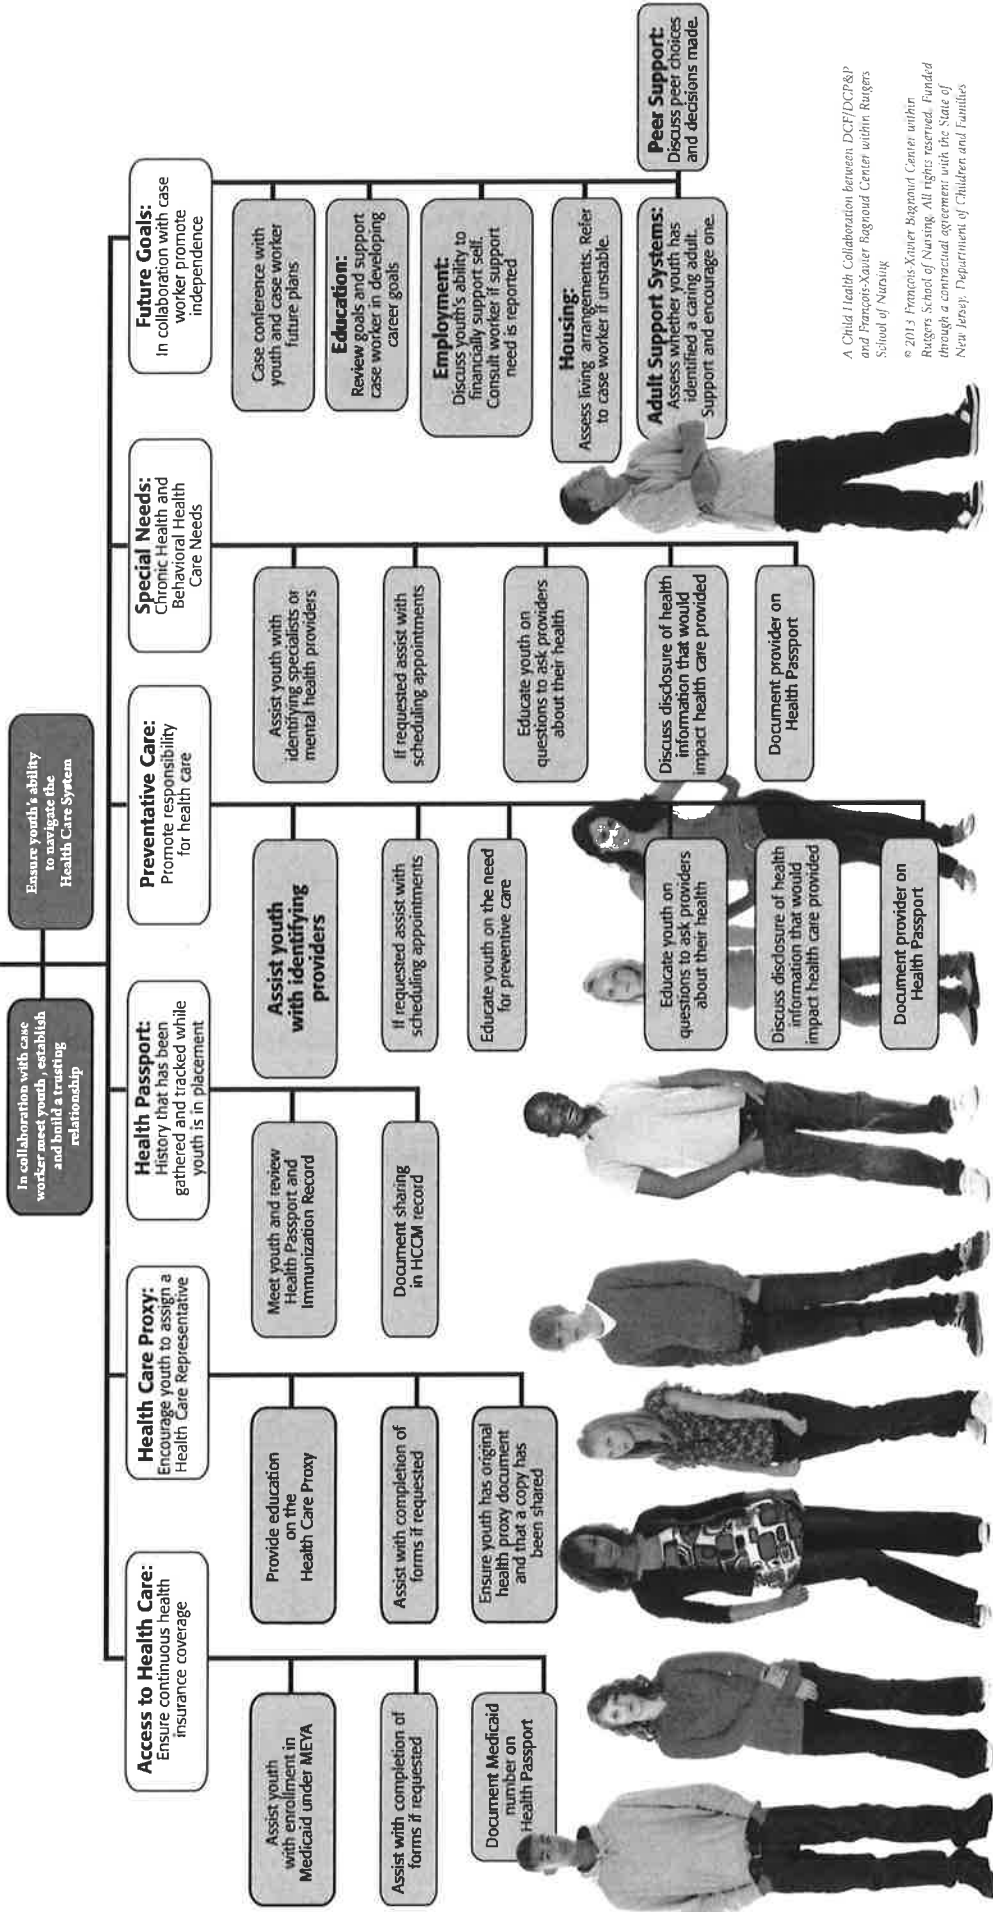 In collaboration with case
worker meet youth, establish
and build a trusting
relationship
Ensure youth's ability
to navigate the
Health Care System
Access to Health Care:
Ensure continuous health
insurance coverage
Assist youth
with enrollment in
Medicaid under MEYA
Assist with completion of
forms if requested
Document Medicaid
number on
Health Passport
Health Care Proxy:
Encourage youth to assign a
Health Care Representative
Provide education
on the
Health Care Proxy
Assist with completion of
forms if requested
Ensure youth has original
health proxy document
and that a copy has
been shared
Health Passport:
History that has been
gathered and tracked while
youth is in placement
Meet youth and review
Health Passport and
Immunization Record
Document sharing
in HCCM record
Preventative Care:
Promote responsibility
for health care
Assist youth
with identifying
providers
If requested assist with
scheduling appointments
Educate youth on the need
for preventive care
Educate youth on
questions to ask providers
about their health
Discuss disclosure of health
information that would
impact health care provided
Document provider on
Health Passport
Special Needs:
Chronic Health and
Behavioral Health
Care Needs
Assist youth with
identifying specialists or
mental health providers
If requested assist with
scheduling appointments
Educate youth on
questions to ask providers
about their health
Discuss disclosure of health
information that would
impact health care provided
Document provider on
Health Passport
Future Goals:
In collaboration with case
worker promote
independence
Case conference with
youth and case worker
future plans
Education:
Review goals and support
case worker in developing
career goals
Employment:
Discuss youth's ability to
financially support self.
Consult worker if support
need is reported
Housing:
Assess living arrangements. Refer
to case worker if unstable.
Adult Support Systems:
Assess whether youth has
identified a caring adult.
Support and encourage one.
Peer Support:
Discuss peer choices
and decisions made.
A Child Health Collaboration between DCF/DCP&P
and François-Xavier Bagnoud Center within Rutgers
School of Nursing
© 2013 François-Xavier Bagnoud Center within
Rutgers School of Nursing. All rights reserved. Funded
through a contractual agreement with the State of
New Jersey, Department of Children and Families